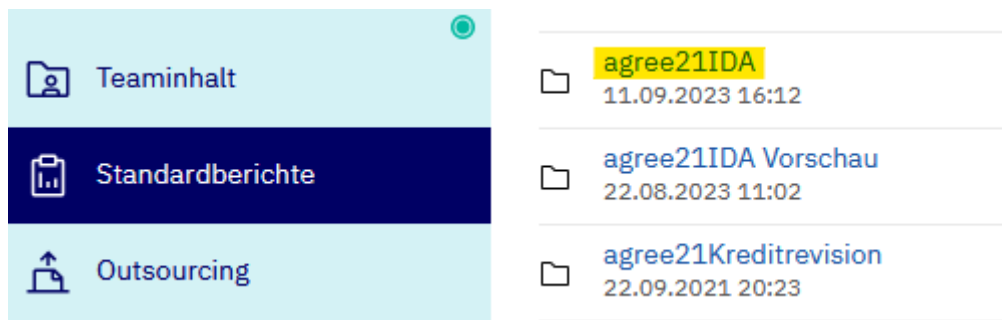 Teaminhalt
Standardberichte
Outsourcing
agree21IDA
11.09.2023 16:12
agree21IDA Vorschau
22.08.2023 11:02
agree21Kreditrevision
22.09.2021 20:23